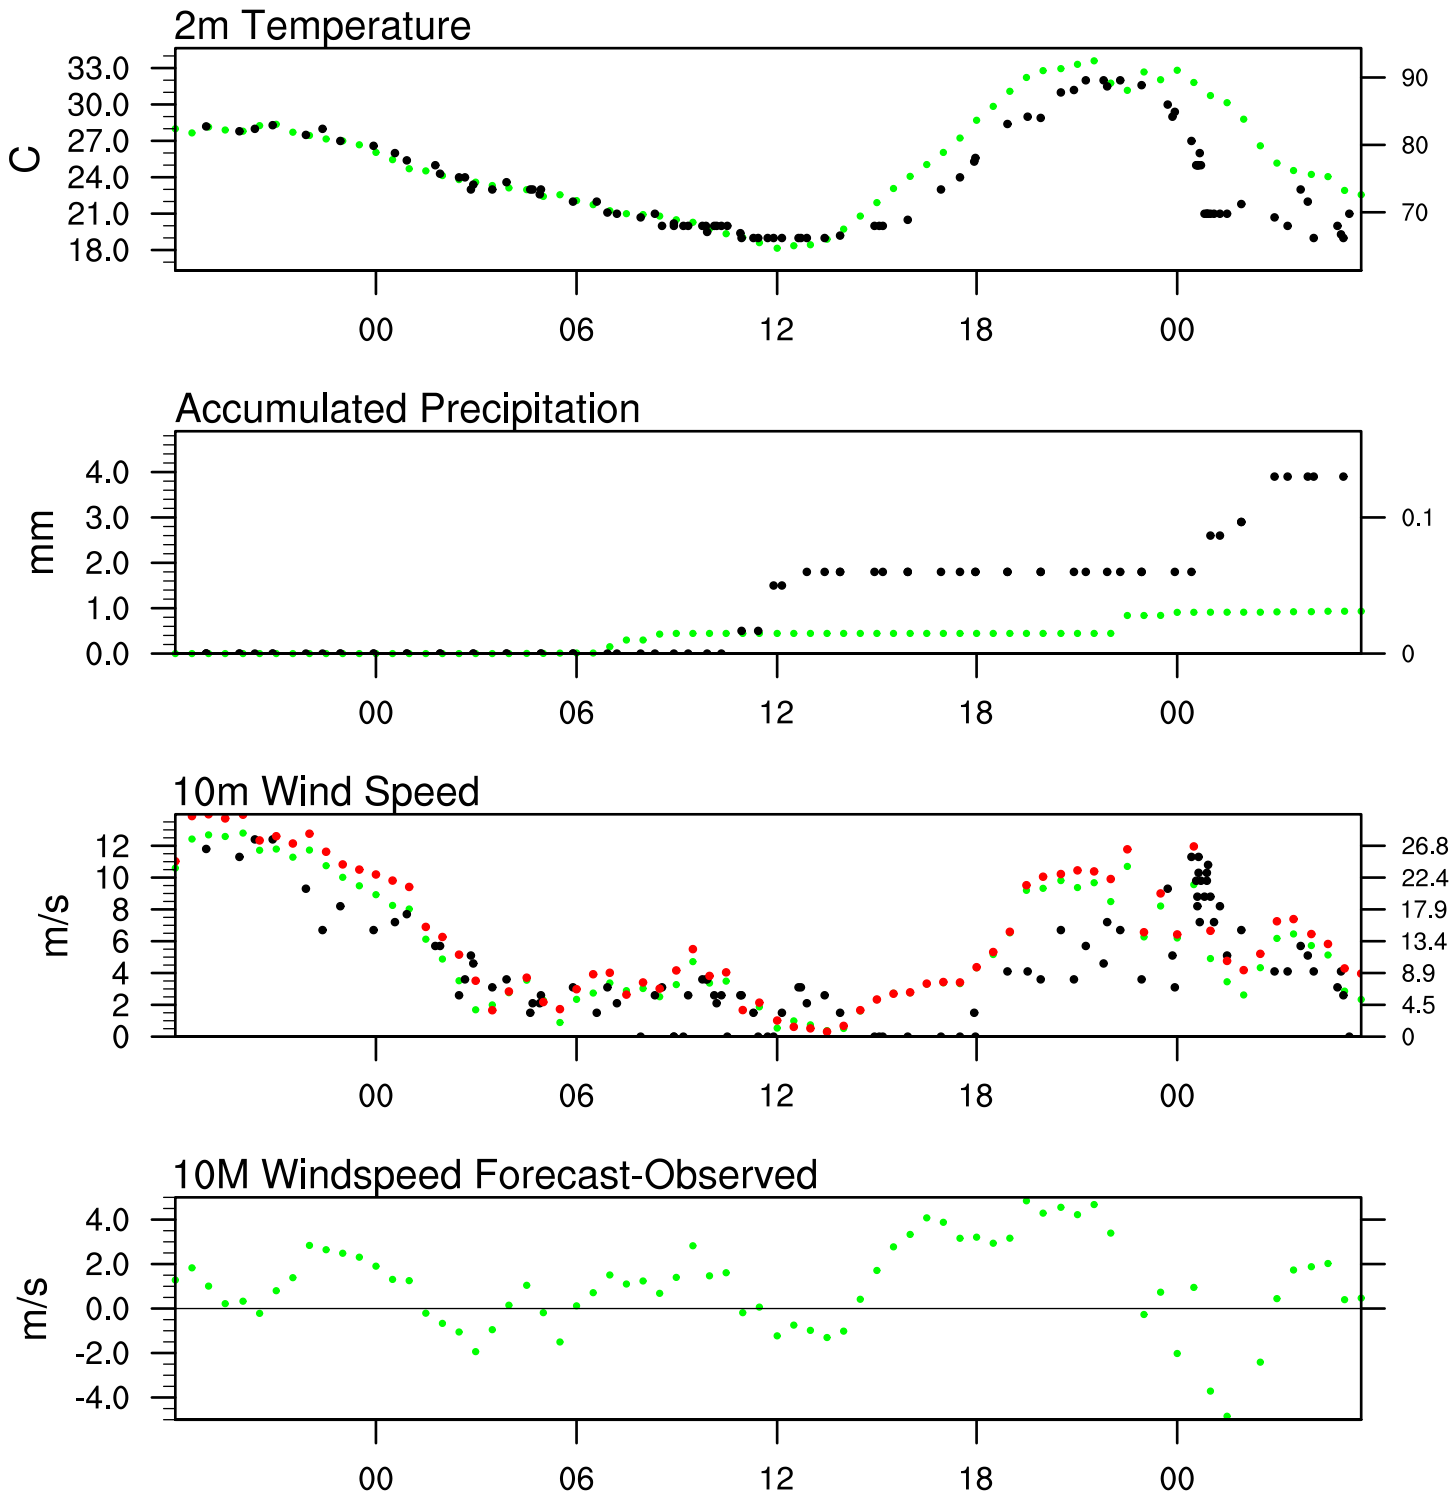 2m Temperature
33.0
30.0
27.0
24.0
21.0
18.0
C
90
80
70
00 06 12 18 00
Accumulated Precipitation
4.0
3.0
2.0
1.0
0.0
mm
0.1
0
00 06 12 18 00
10m Wind Speed
12
10
8
6
4
2
0
m/s
26.8
22.4
17.9
13.4
8.9
4.5
0
00 06 12 18 00
10M Windspeed Forecast-Observed
4.0
2.0
0.0
-2.0
-4.0
m/s
00 06 12 18 00